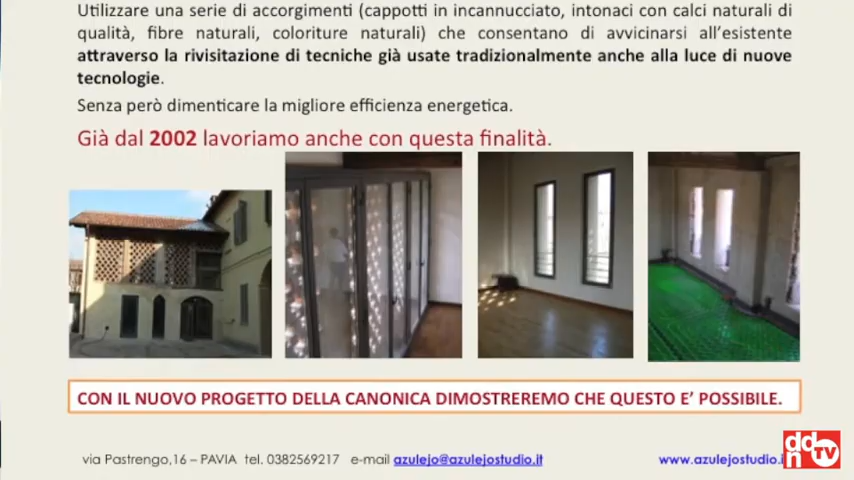 Utilizzare una serie di accorgimenti (cappotti in incannucciato, intonaci con calci naturali di
qualità, fibre naturali, coloriture naturali) che consentano di avvicinarsi all'esistente
attraverso la rivisitazione di tecniche già usate tradizionalmente anche alla luce di nuove
tecnologie.
Senza però dimenticare la migliore efficienza energetica.
Già dal 2002 lavoriamo anche con questa finalità.
CON IL NUOVO PROGETTO DELLA CANONICA DIMOSTREREMO CHE QUESTO E' POSSIBILE.
via Pastrengo,16 – PAVIA tel. 0382569217 e-mail azulejo@azulejostudio.it
www.azulejostudio.i
ddn TV